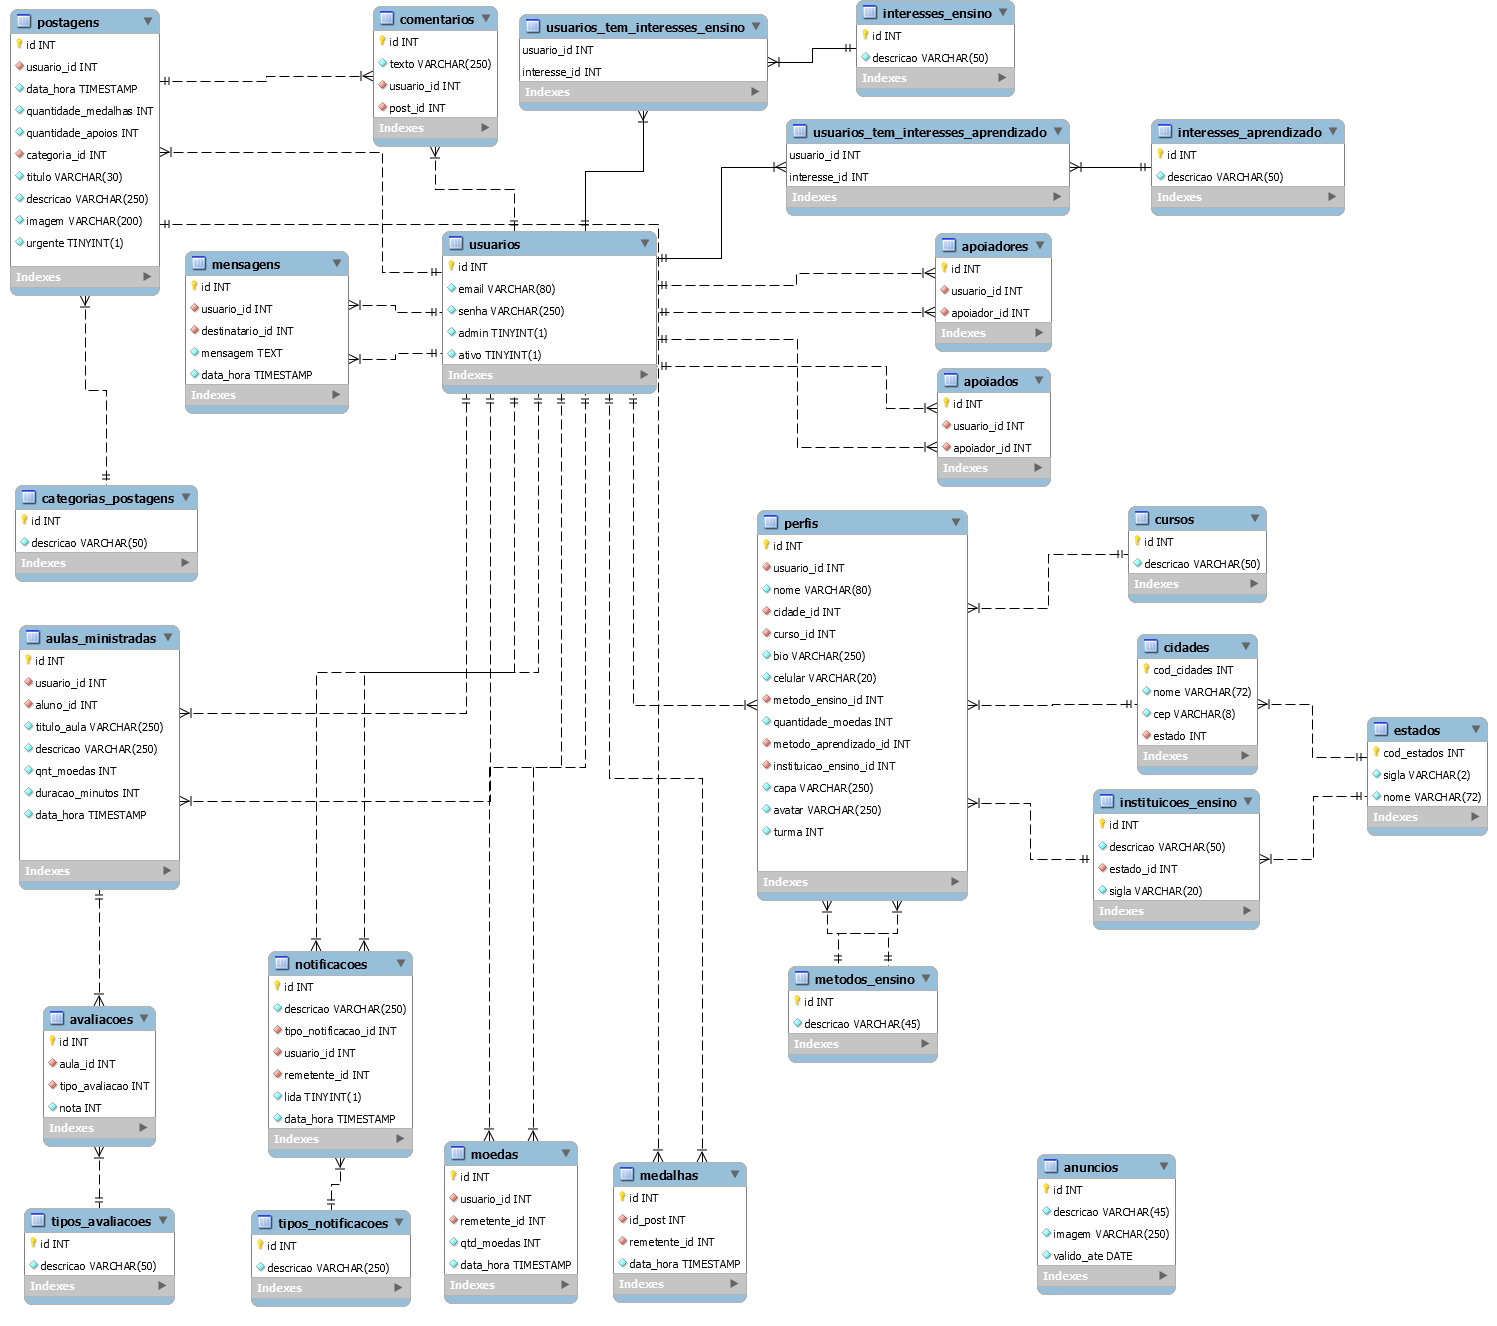 postagens
id INT
usuario_id INT
data_hora TIMESTAMP
quantidade_medalhas INT
quantidade_apoios INT
categoria_id INT
titulo VARCHAR(30)
descricao VARCHAR(250)
imagem VARCHAR(200)
urgente TINYINT(1)
Indexes
comentarios
id INT
texto VARCHAR(250)
usuario_id INT
post_id INT
Indexes
usuarios_tem_interesses_ensino
usuario_id INT
interesse_id INT
Indexes
interesses_ensino
id INT
descricao VARCHAR(50)
Indexes
usuarios_tem_interesses_aprendizado
usuario_id INT
interesse_id INT
Indexes
interesses_aprendizado
id INT
descricao VARCHAR(50)
Indexes
mensagens
id INT
usuario_id INT
destinatario_id INT
mensagem TEXT
data_hora TIMESTAMP
Indexes
usuarios
id INT
email VARCHAR(80)
senha VARCHAR(250)
admin TINYINT(1)
ativo TINYINT(1)
Indexes
apoiadores
id INT
usuario_id INT
apoiador_id INT
Indexes
apoiados
id INT
usuario_id INT
apoiador_id INT
Indexes
categorias_postagens
id INT
descricao VARCHAR(50)
Indexes
perfis
id INT
usuario_id INT
nome VARCHAR(80)
cidade_id INT
curso_id INT
bio VARCHAR(250)
celular VARCHAR(20)
metodo_ensino_id INT
quantidade_moedas INT
metodo_aprendizado_id INT
instituicao_ensino_id INT
capa VARCHAR(250)
avatar VARCHAR(250)
turma INT
Indexes
cursos
id INT
descricao VARCHAR(50)
Indexes
cidades
cod_cidades INT
nome VARCHAR(72)
cep VARCHAR(8)
estado INT
Indexes
estados
cod_estados INT
sigla VARCHAR(2)
nome VARCHAR(72)
Indexes
instituicoes_ensino
id INT
descricao VARCHAR(50)
estado_id INT
sigla VARCHAR(20)
Indexes
aulas_ministradas
id INT
usuario_id INT
aluno_id INT
titulo_aula VARCHAR(250)
descricao VARCHAR(250)
qnt_moedas INT
duracao_minutos INT
data_hora TIMESTAMP
Indexes
metodos_ensino
id INT
descricao VARCHAR(45)
Indexes
notificacoes
id INT
descricao VARCHAR(250)
tipo_notificacao_id INT
usuario_id INT
remetente_id INT
lida TINYINT(1)
data_hora TIMESTAMP
Indexes
avaliacoes
id INT
aula_id INT
tipo_avaliacao INT
nota INT
Indexes
tipos_avaliacoes
id INT
descricao VARCHAR(50)
Indexes
tipos_notificacoes
id INT
descricao VARCHAR(250)
Indexes
moedas
id INT
usuario_id INT
remetente_id INT
qtd_moedas INT
data_hora TIMESTAMP
Indexes
medalhas
id INT
id_post INT
remetente_id INT
data_hora TIMESTAMP
Indexes
anuncios
id INT
descricao VARCHAR(45)
imagem VARCHAR(250)
valido_ate DATE
Indexes